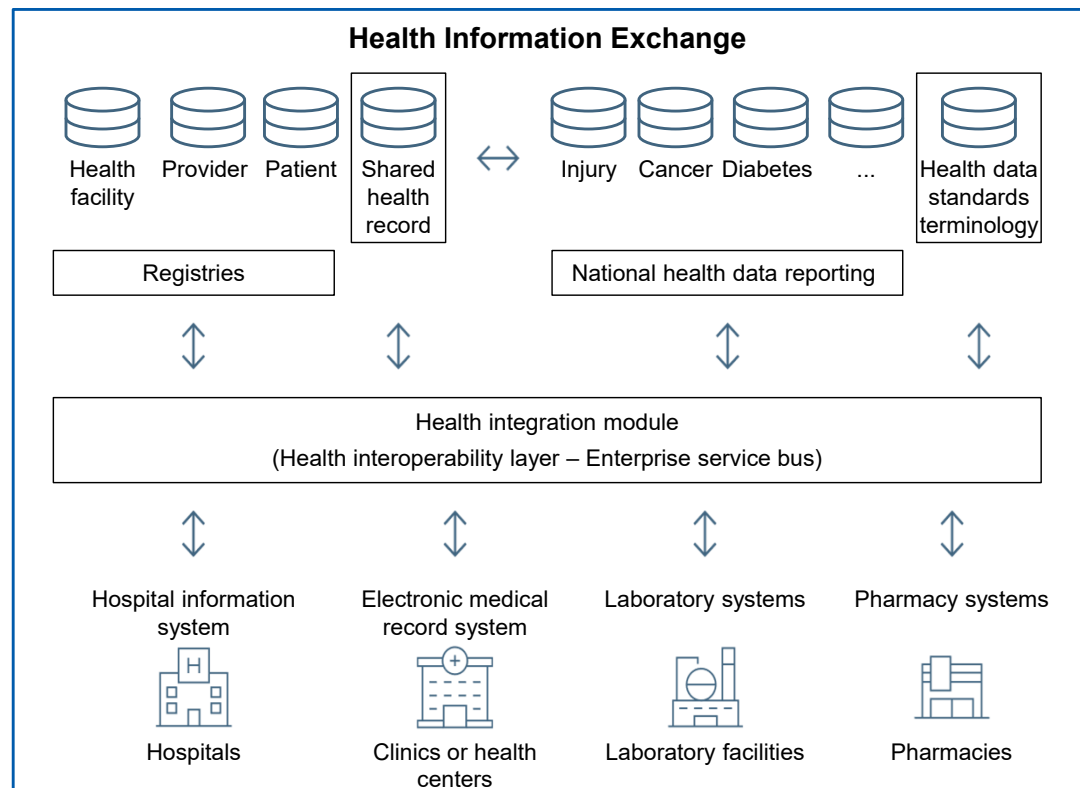 Health Information Exchange
Health
facility
Provider
Patient
Shared
health
record
Injury
Cancer
Diabetes
...
Health data
standards
terminology
Registries
National health data reporting
Health integration module
(Health interoperability layer – Enterprise service bus)
Hospital information
system
Electronic medical
record system
Laboratory systems
Pharmacy systems
H
Hospitals
Clinics or health
centers
Laboratory facilities
Pharmacies